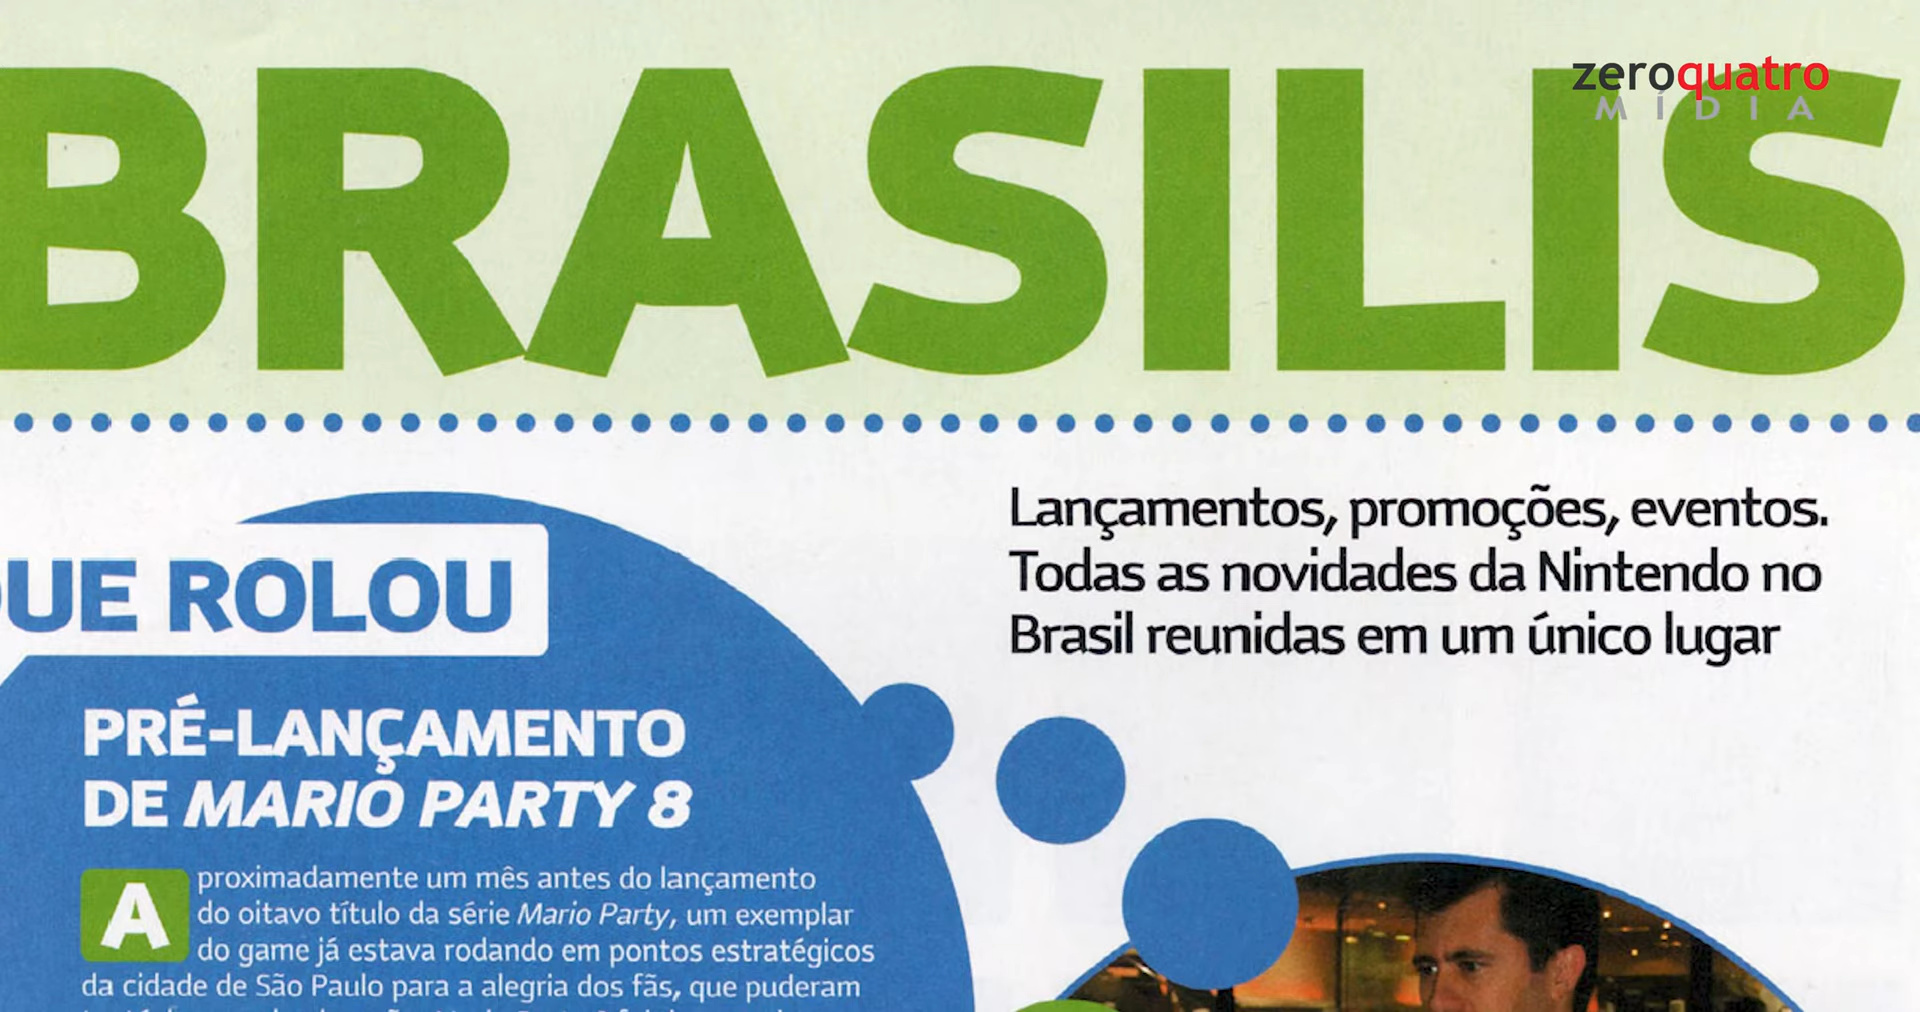 BRASILIS
zeroquatro
MÍDIA
Lançamentos, promoções, eventos.
Todas as novidades da Nintendo no
Brasil reunidas em um único lugar
QUE ROLOU
PRÉ-LANÇAMENTO
DE MARIO PARTY 8
Aproximadamente um mês antes do lançamento
do oitavo título da série Mario Party, um exemplar
do game já estava rodando em pontos estratégicos
da cidade de São Paulo para a alegria dos fãs, que puderam